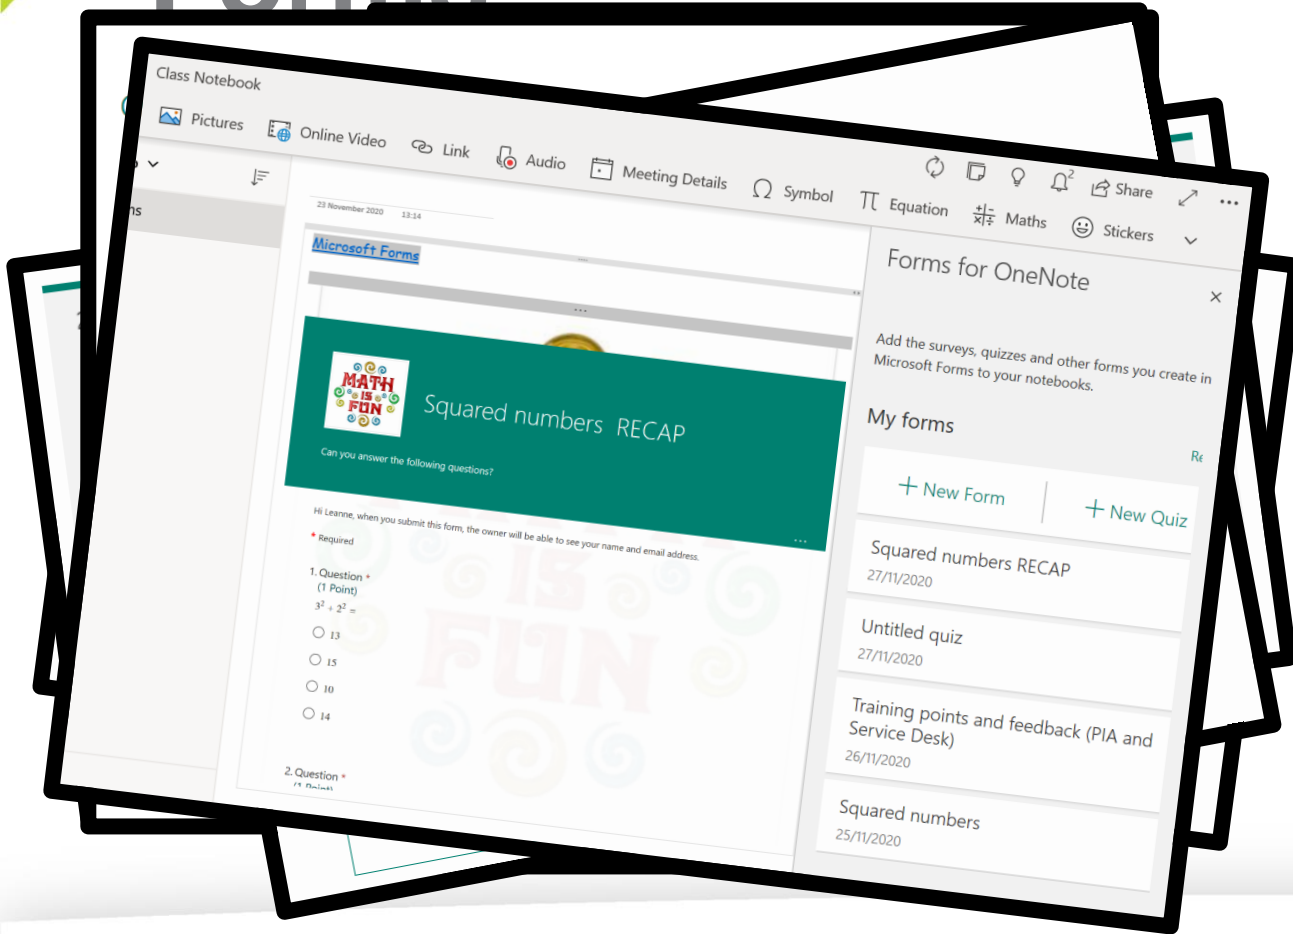 Class Notebook
Pictures Online Video Link Audio Meeting Details Symbol Equation Maths Stickers
2 Share
23 November 2020 13:14
Microsoft Forms
MATH
IS
FUN
Squared numbers RECAP
Can you answer the following questions?
Hi Leanne, when you submit this form, the owner will be able to see your name and email address.
* Required
1. Question *
(1 Point)
3² + 2² =
13
15
10
14
2. Question *
(1 Point)
IS
FUN
Forms for OneNote
Add the surveys, quizzes and other forms you create in
Microsoft Forms to your notebooks.
My forms
+ New Form + New Quiz
Squared numbers RECAP
27/11/2020
Untitled quiz
27/11/2020
Training points and feedback (PIA and
Service Desk)
26/11/2020
Squared numbers
25/11/2020